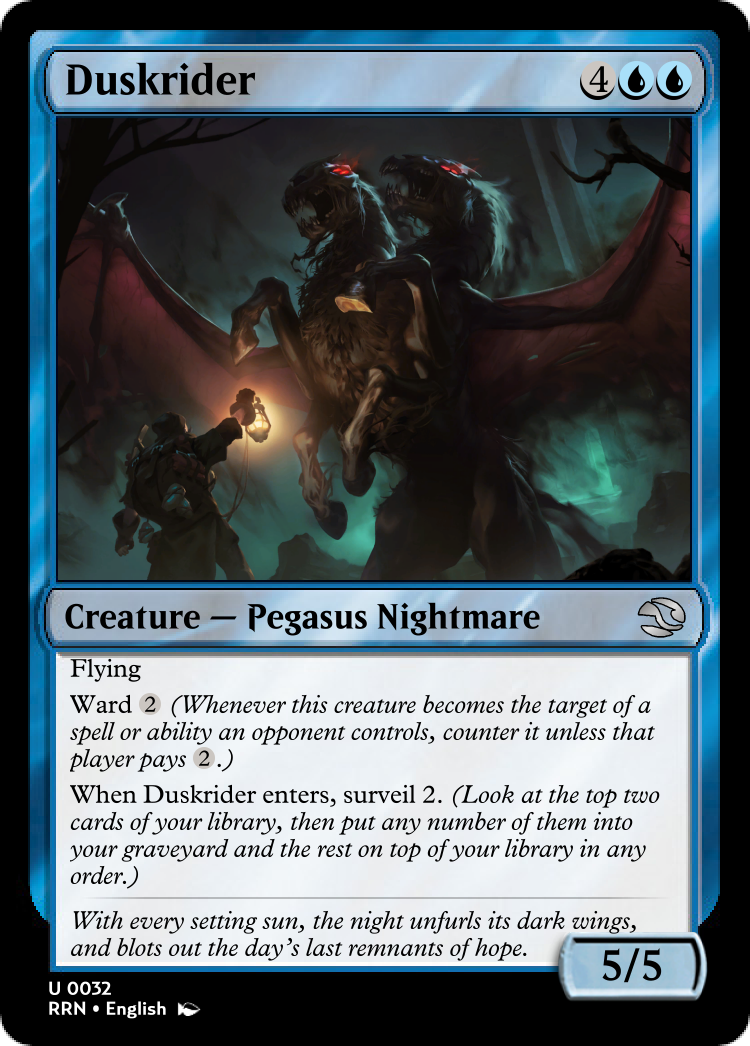 Duskrider 4
Creature — Pegasus Nightmare
Flying
Ward 2 (Whenever this creature becomes the target of a
spell or ability an opponent controls, counter it unless that
player pays 2.)
When Duskrider enters, surveil 2. (Look at the top two
cards of your library, then put any number of them into
your graveyard and the rest on top of your library in any
order.)
With every setting sun, the night unfurls its dark wings,
and blots out the day's last remnants of hope.
5/5
U 0032
RRN • English